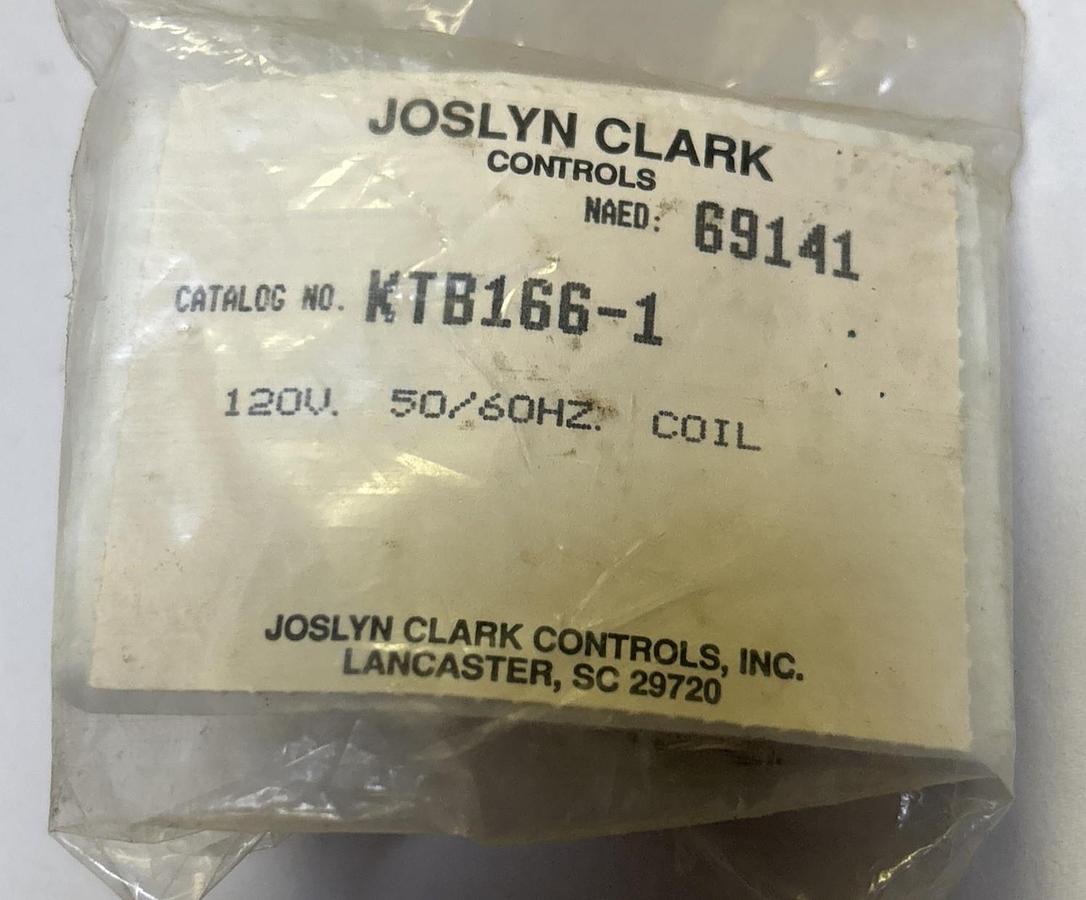 JOSLYN CLARK
CONTROLS
NAED: 69141
CATALOG NO. KTB166-1
120V. 50/60HZ. COIL
JOSLYN CLARK CONTROLS, INC.
LANCASTER, SC 29720